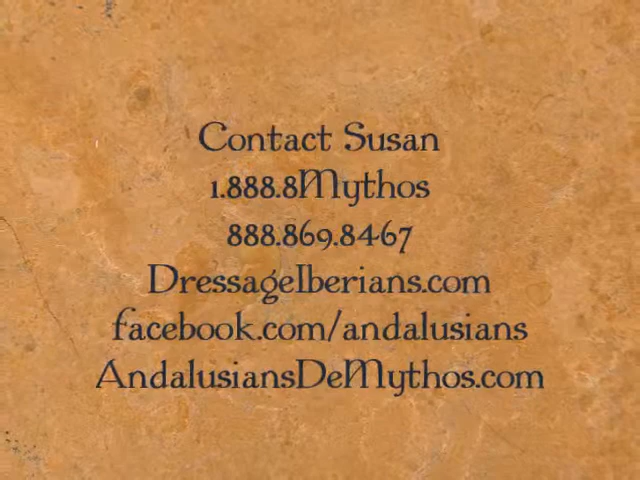 Contact Susan
1.888.8Mythos
888.869.8467
DressageIberians.com
facebook.com/andalusians
AndalusiansDeMythos.com